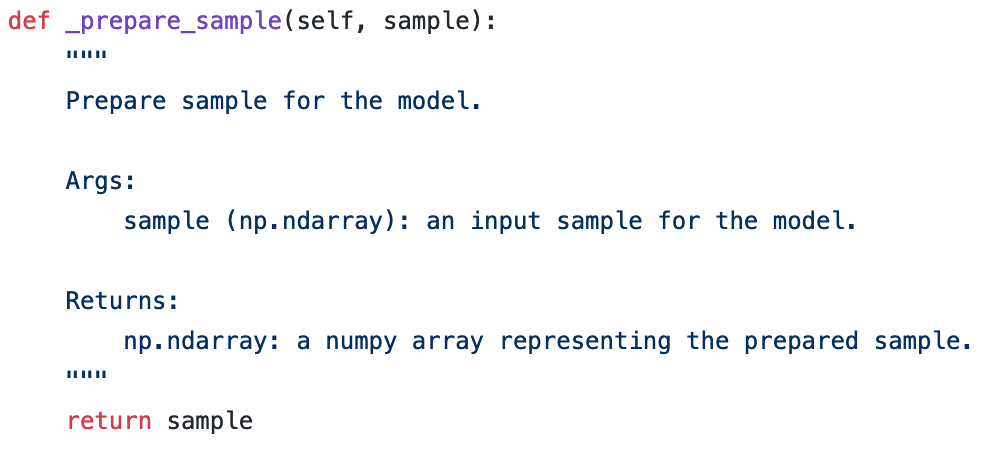 def _prepare_sample(self, sample):
    """
    Prepare sample for the model.

    Args:
        sample (np.ndarray): an input sample for the model.

    Returns:
        np.ndarray: a numpy array representing the prepared sample.
    """
    return sample